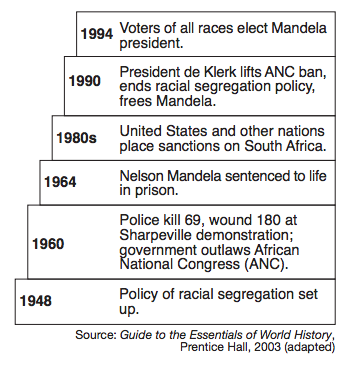 1994 Voters of all races elect Mandela
president.
1990 President de Klerk lifts ANC ban,
ends racial segregation policy,
frees Mandela.
1980s United States and other nations
place sanctions on South Africa.
1964 Nelson Mandela sentenced to life
in prison.
Police kill 69, wound 180 at
Sharpeville demonstration;
1960 government outlaws African
National Congress (ANC).
1948 Policy of racial segregation set
up.
Source: Guide to the Essentials of World History,
Prentice Hall, 2003 (adapted)